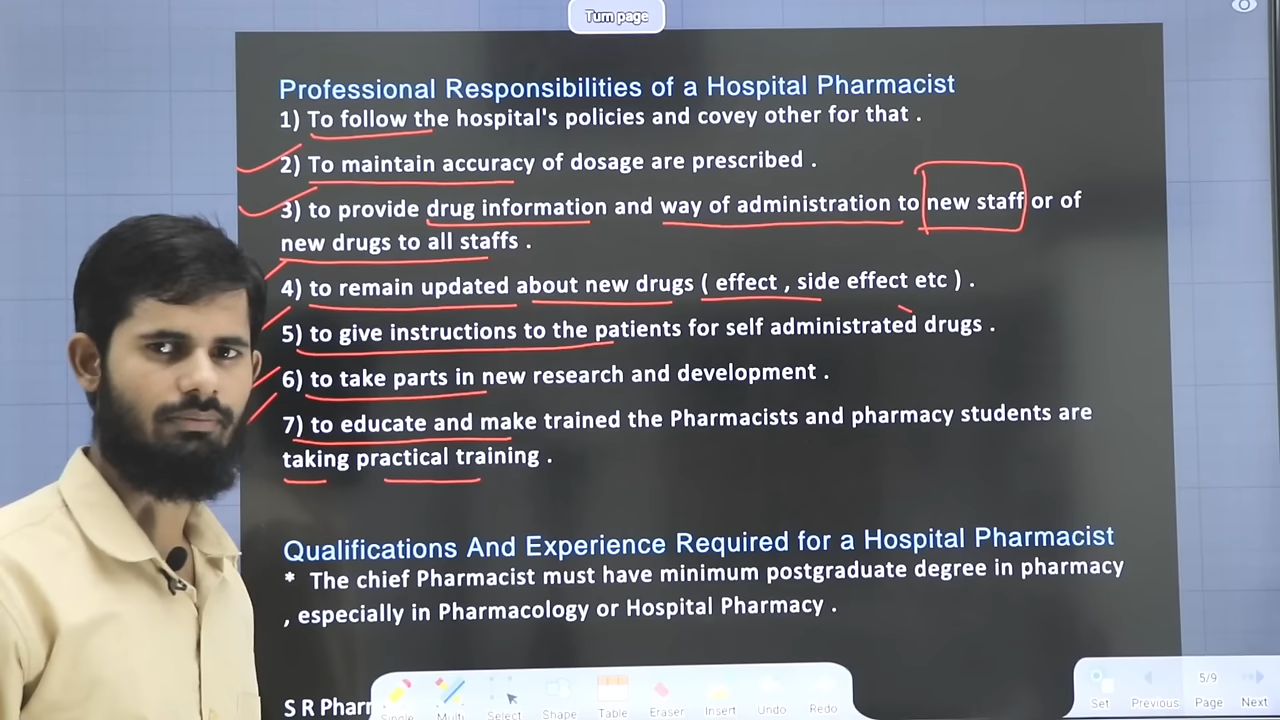 Turn page
Professional Responsibilities of a Hospital Pharmacist
1) To follow the hospital's policies and covey other for that .
2) To maintain accuracy of dosage are prescribed .
3) to provide drug information and way of administration to new staff or of
new drugs to all staffs .
4) to remain updated about new drugs ( effect , side effect etc ) .
5) to give instructions to the patients for self administrated drugs .
6) to take parts in new research and development .
7) to educate and make trained the Pharmacists and pharmacy students are
taking practical training .
Qualifications And Experience Required for a Hospital Pharmacist
* The chief Pharmacist must have minimum postgraduate degree in pharmacy
, especially in Pharmacology or Hospital Pharmacy .
S R Phar
Single Multi Select Shape Table Eraser Insert Undo Redo
5/9
Set Previous Page Next